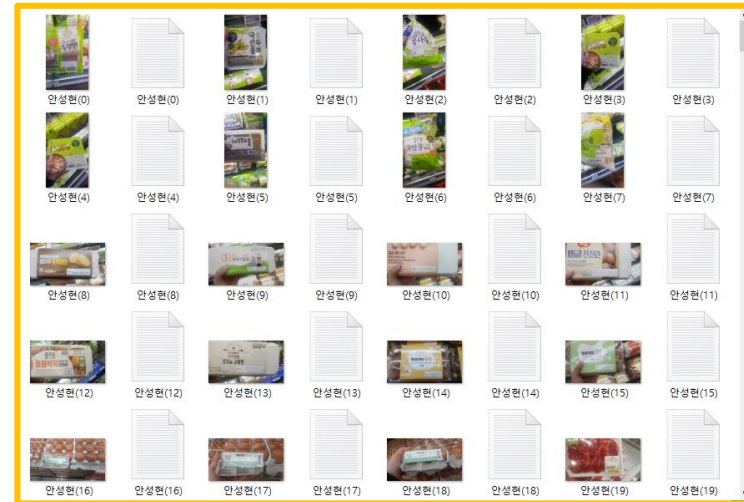 안성현(0) 안성현(0) 안성현(1) 안성현(1) 안성현(2) 안성현(2) 안성현(3) 안성현(3)
안성현(4) 안성현(4) 안성현(5) 안성현(5) 안성현(6) 안성현(6) 안성현(7) 안성현(7)
안성현(8) 안성현(8) 안성현(9) 안성현(9) 안성현(10) 안성현(10) 안성현(11) 안성현(11)
안성현(12) 안성현(12) 안성현(13) 안성현(13) 안성현(14) 안성현(14) 안성현(15) 안성현(15)
안성현(16) 안성현(16) 안성현(17) 안성현(17) 안성현(18) 안성현(18) 안성현(19) 안성현(19)